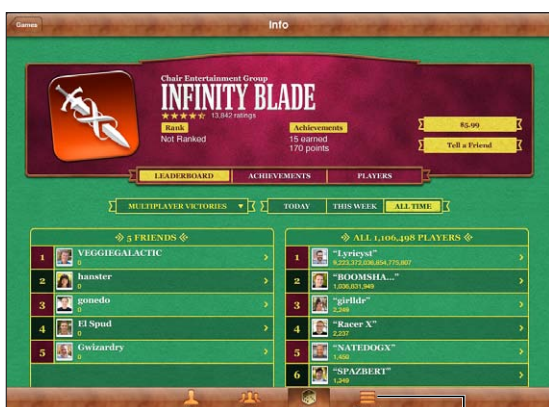 Games
Info
Chair Entertainment Group
INFINITY BLADE
13,842 ratings
Rank
Not Ranked
Achievements
15 earned
170 points
$5.99
Tell a Friend
LEADERBOARD ACHIEVEMENTS PLAYERS
MULTIPLAYER VICTORIES TODAY THIS WEEK ALL TIME
5 FRIENDS
1 VEGGIEGALACTIC
0
2 hanster
0
3 gonedo
0
4 El Spud
0
5 Gwizardry
0
ALL 1,106,498 PLAYERS
1 "Lyricyst"
9,223,372,036,854,775,807
2 "BOOMSHA..."
1,036,831,949
3 "girlldr"
2,249
4 "Racer X"
2,237
5 "NATEDOGX"
1,450
6 "SPAZBERT"
1,349